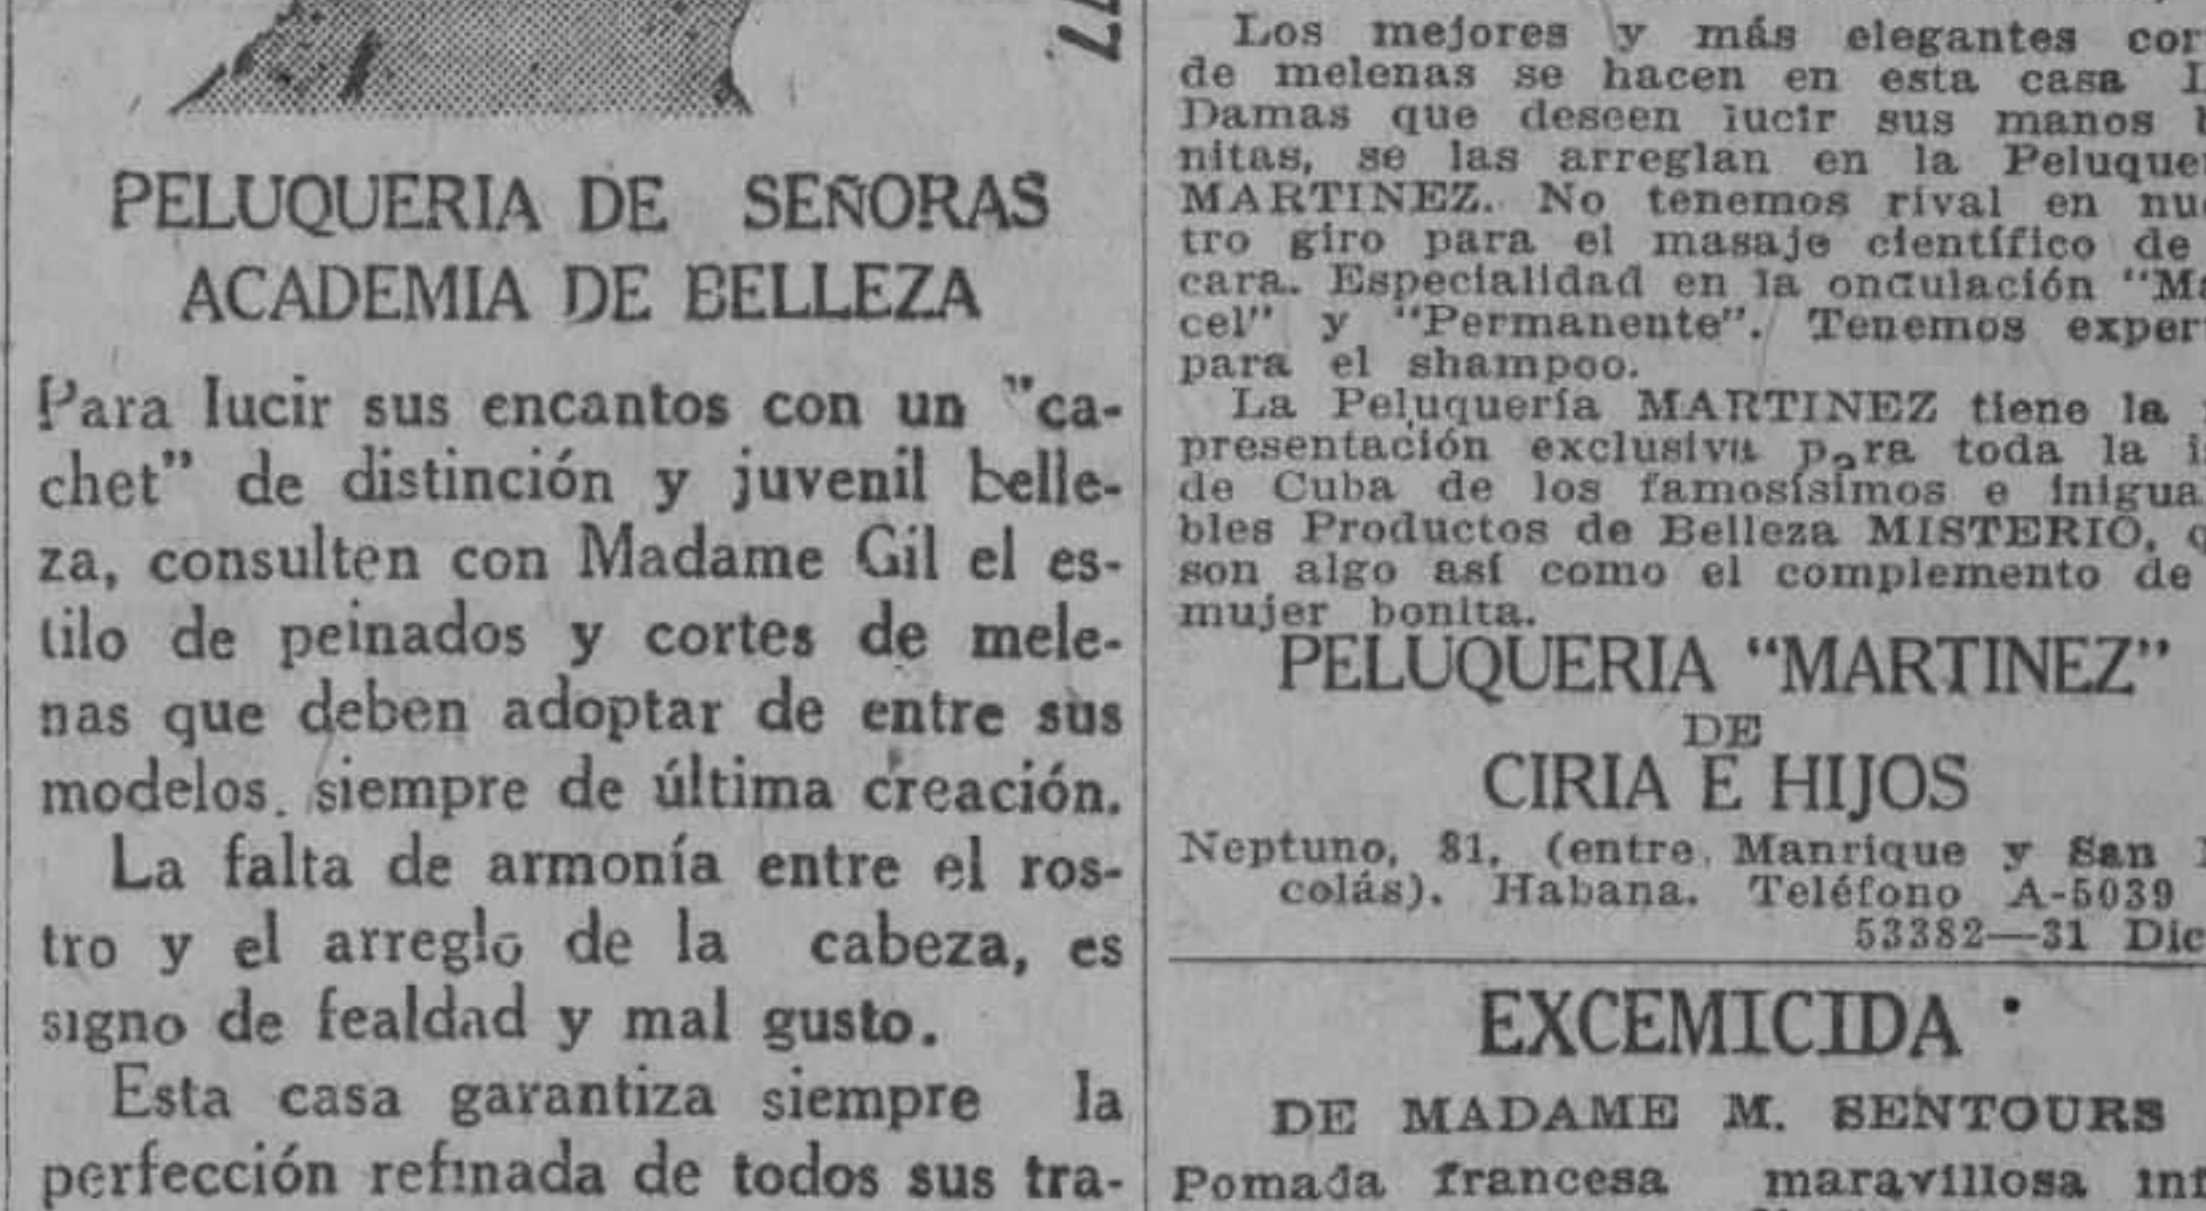 77
PELUQUERIA DE SEÑORAS
ACADEMIA DE BELLEZA
Para lucir sus encantos con un "ca-
chet" de distinción y juvenil belle-
za, consulten con Madame Gil el es-
tilo de peinados y cortes de mele-
nas que deben adoptar de entre sus
modelos. siempre de última creación.
La falta de armonía entre el ros-
tro y el arreglo de la cabeza, es
signo de fealdad y mal gusto.
Esta casa garantiza siempre la
perfección refinada de todos sus tra-
Los mejores y más elegantes cor
de melenas se hacen en esta casa
Damas que deseen lucir sus manos
nitas, se las arreglan en la Peluque
MARTINEZ. No tenemos rival en nu
tro giro para el masaje científico de
cara. Especialidad en la ondulación "Ma
cel" y "Permanente". Tenemos exper
para el shampoo.
La Peluquería MARTINEZ tiene la
presentación exclusiva para toda la
de Cuba de los famosísimos e inigua
bles Productos de Belleza MISTERIO,
son algo así como el complemento de
mujer bonita.
PELUQUERIA "MARTINEZ"
DE
CIRIA E HIJOS
Neptuno, 81, (entre Manrique y San
colás). Habana. Teléfono A-5039
53382—31 Dic
EXCEMICIDA
DE MADAME M. SENTOURS
Pomada francesa maravillosa inf